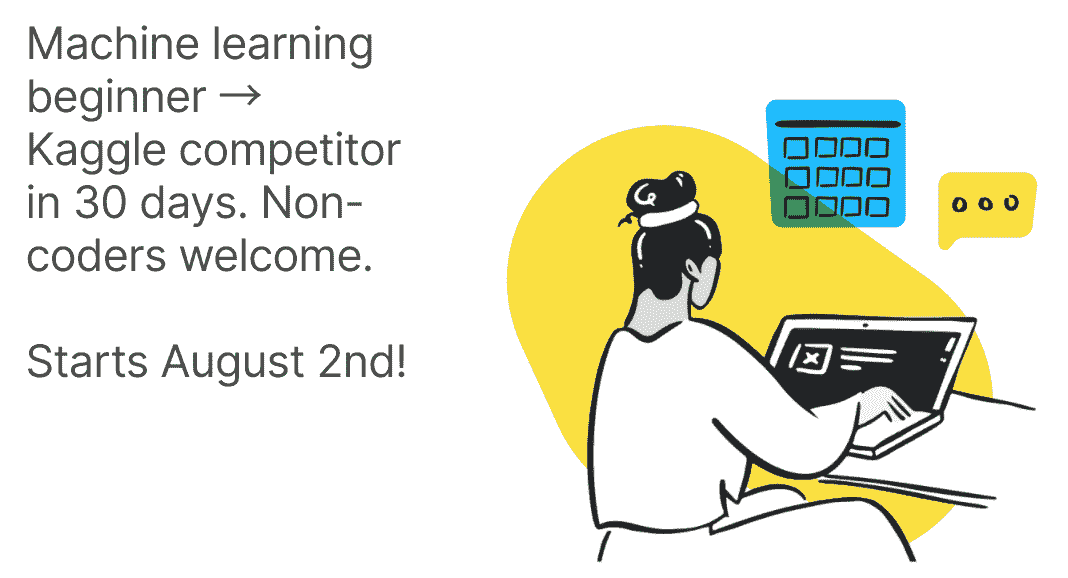 Machine learning
beginner →
Kaggle competitor
in 30 days. Non-
coders welcome.
Starts August 2nd!